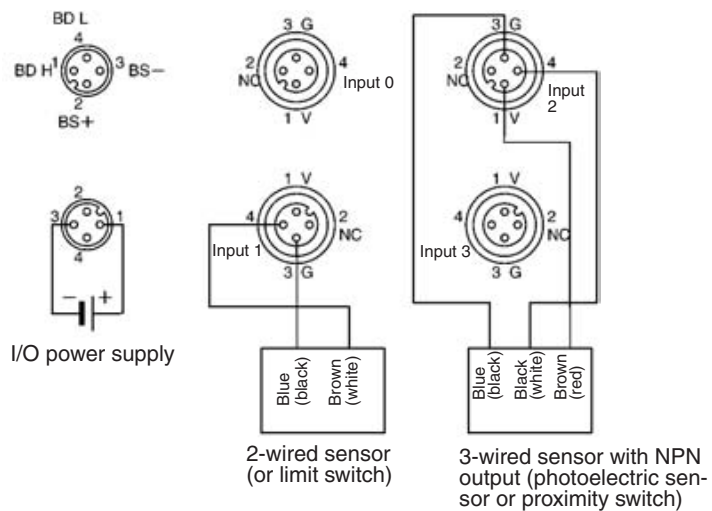 BD L
4
BD H 1
3 BS−
2
BS+
3 G
2
NC
4
Input 0
1 V
3 G
2
NC
4
Input
2
1 V
2
3
1
4
− +
I/O power supply
1 V
4
2
NC
Input 1
3 G
1 V
4
2
NC
Input 3
3 G
Blue
(black)
Brown
(white)
2-wired sensor
(or limit switch)
Blue
(black)
Black
(white)
Brown
(red)
3-wired sensor with NPN
output (photoelectric sen-
sor or proximity switch)